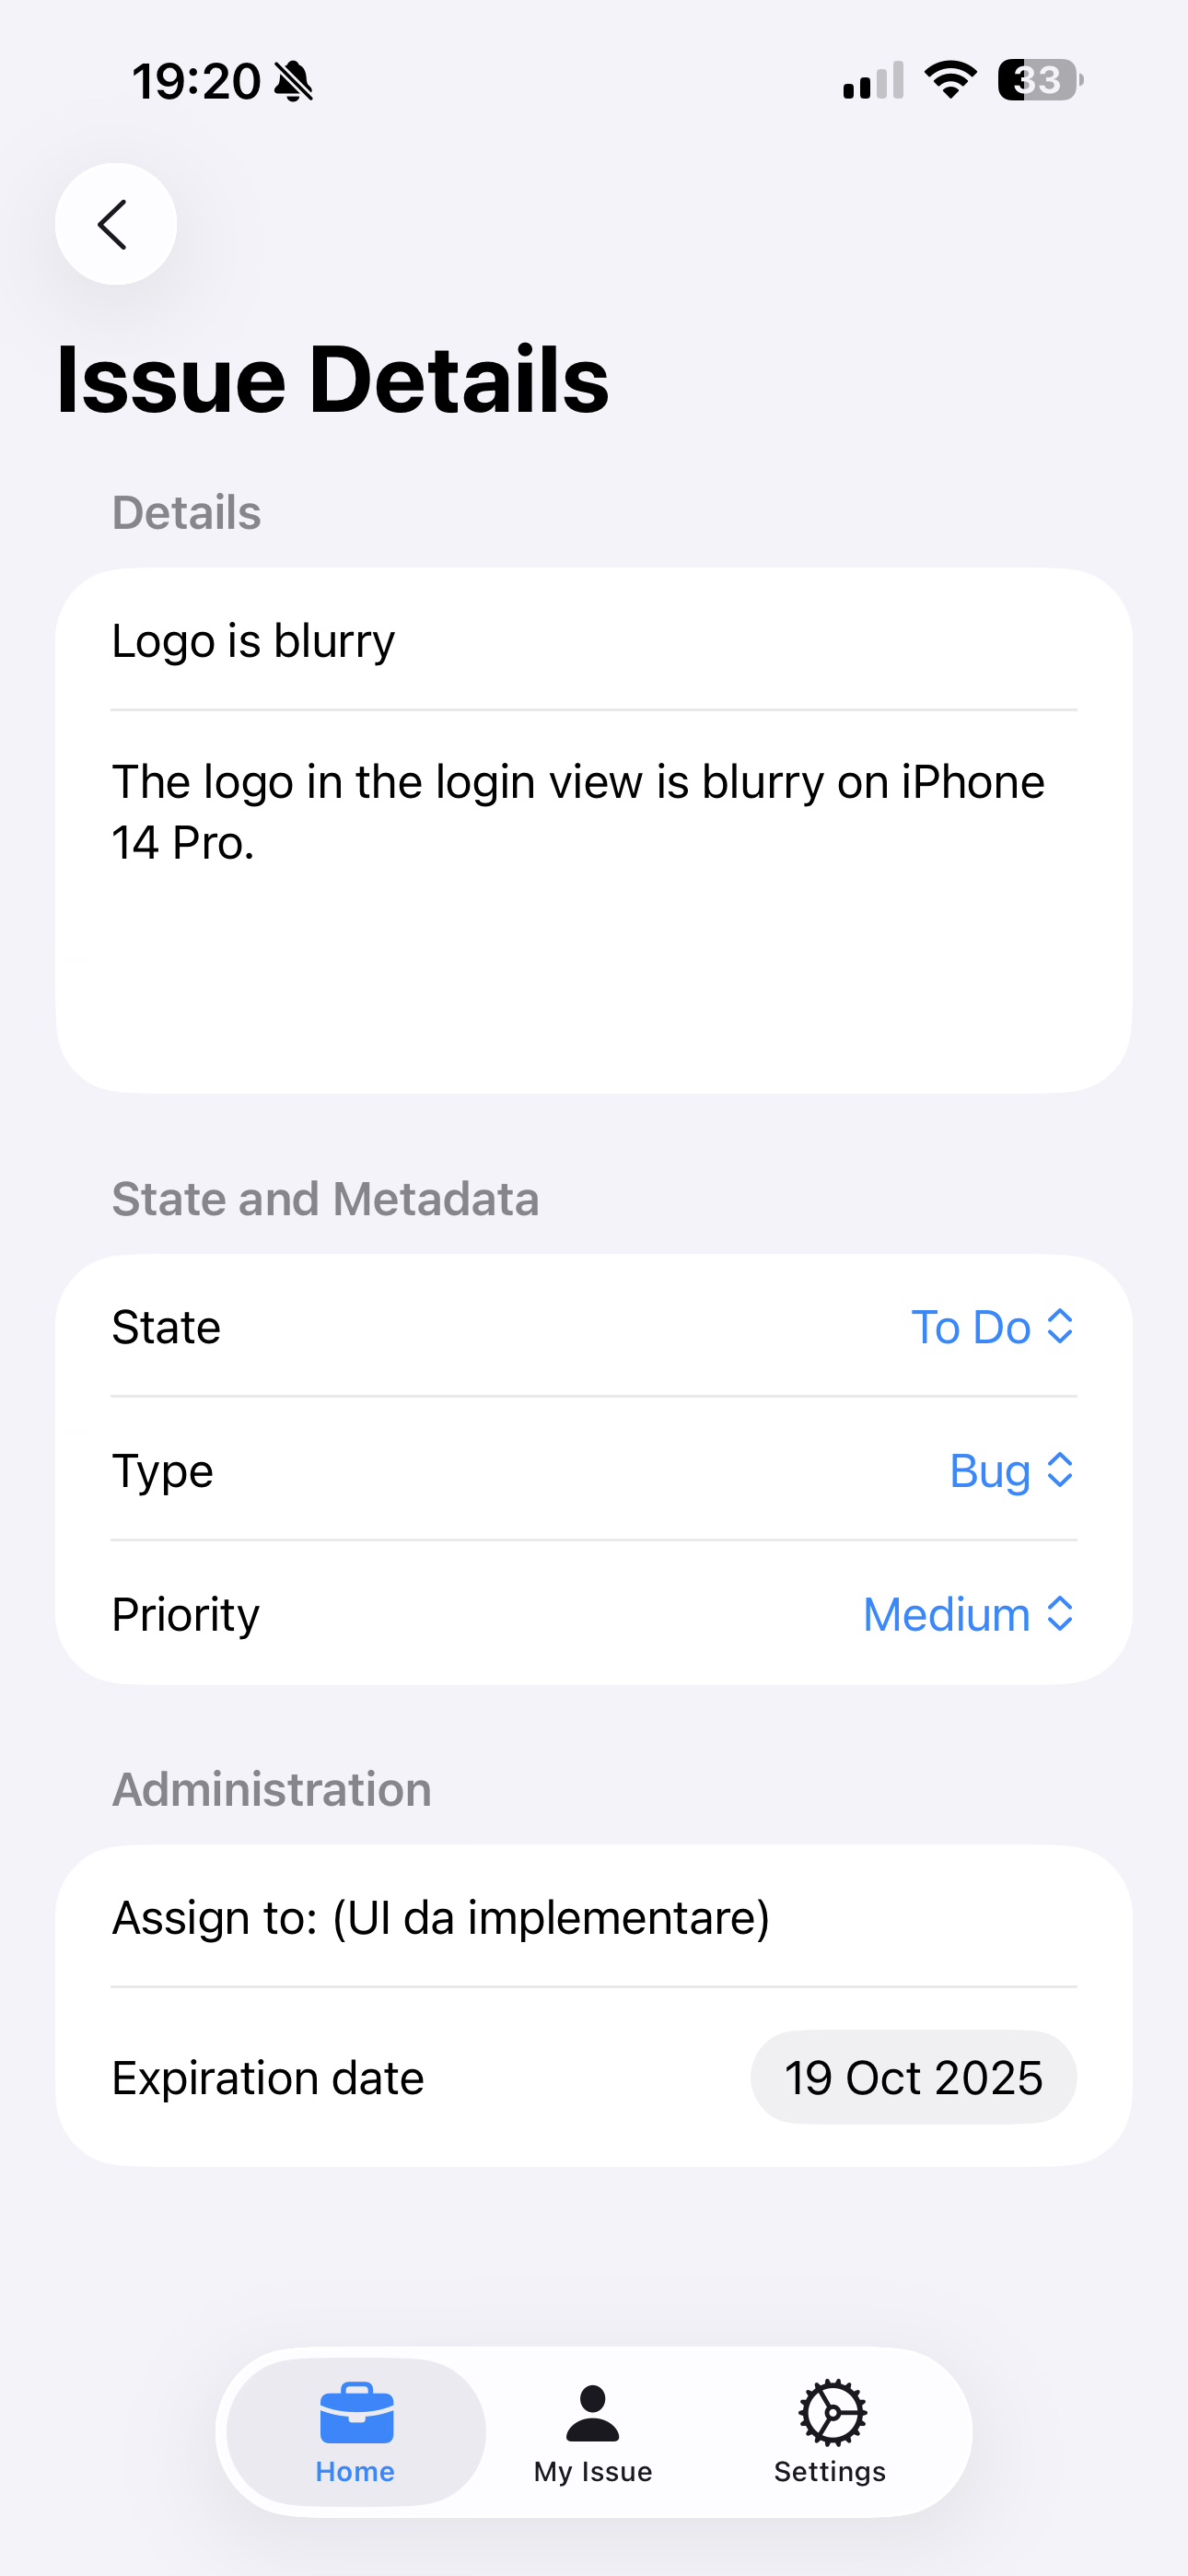 19:20
33
Issue Details
Details
Logo is blurry
The logo in the login view is blurry on iPhone
14 Pro.
State and Metadata
State To Do
Type Bug
Priority Medium
Administration
Assign to: (UI da implementare)
Expiration date 19 Oct 2025
Home My Issue Settings